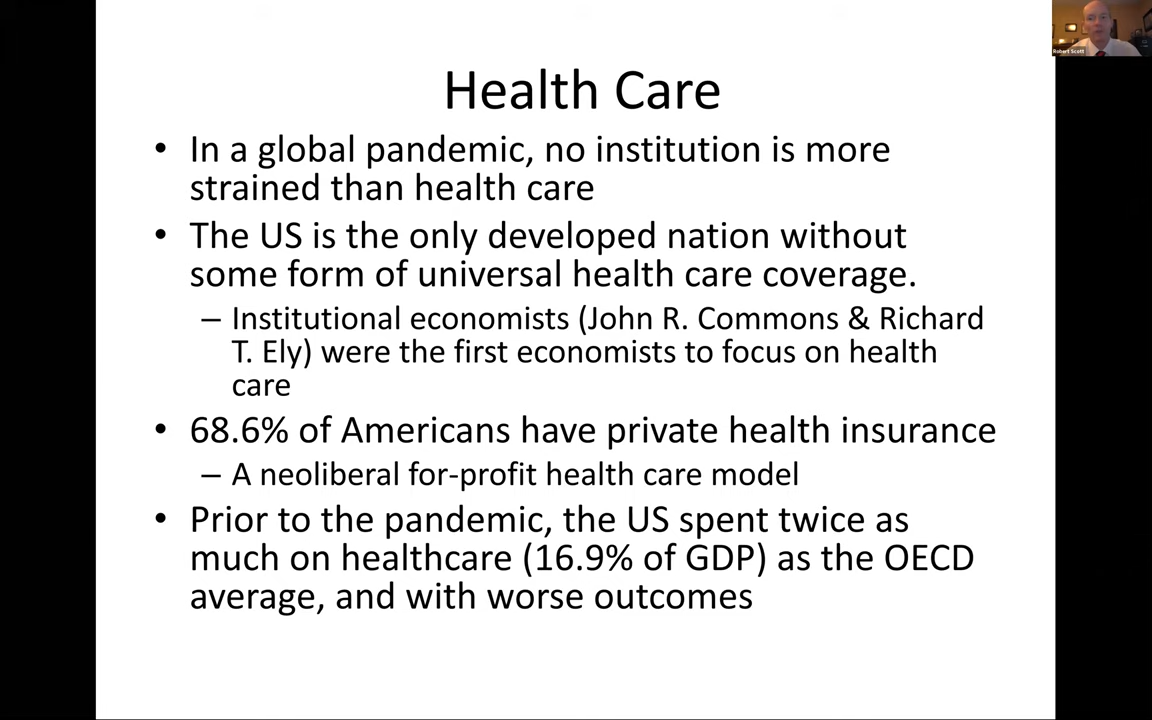 Robert Scott
Health Care
• In a global pandemic, no institution is more
strained than health care
• The US is the only developed nation without
some form of universal health care coverage.
– Institutional economists (John R. Commons & Richard
T. Ely) were the first economists to focus on health
care
• 68.6% of Americans have private health insurance
– A neoliberal for-profit health care model
• Prior to the pandemic, the US spent twice as
much on healthcare (16.9% of GDP) as the OECD
average, and with worse outcomes